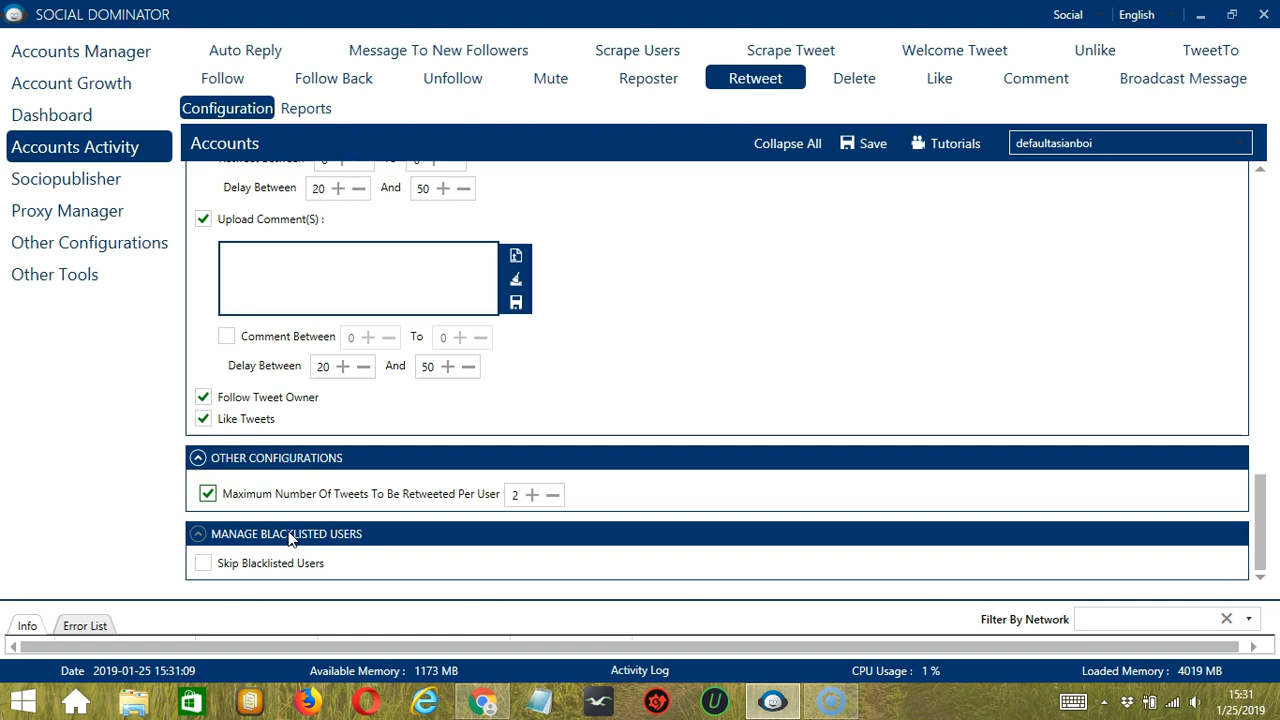 SOCIAL DOMINATOR
Social
English
Accounts Manager
Account Growth
Dashboard
Accounts Activity
Sociopublisher
Proxy Manager
Other Configurations
Other Tools
Auto Reply
Message To New Followers
Scrape Users
Scrape Tweet
Welcome Tweet
Unlike
TweetTo
Follow
Follow Back
Unfollow
Mute
Reposter
Retweet
Delete
Like
Comment
Broadcast Message
Configuration
Reports
Accounts
Collapse All
Save
Tutorials
defaultasianboi
Delay Between 20 And 50
Upload Comment(S) :
Comment Between 0 To 0
Delay Between 20 And 50
Follow Tweet Owner
Like Tweets
OTHER CONFIGURATIONS
Maximum Number Of Tweets To Be Retweeted Per User 2
MANAGE BLACKLISTED USERS
Skip Blacklisted Users
Info
Error List
Filter By Network
Date 2019-01-25 15:31:09
Available Memory : 1173 MB
Activity Log
CPU Usage : 1 %
Loaded Memory : 4019 MB
15:31
1/25/2019